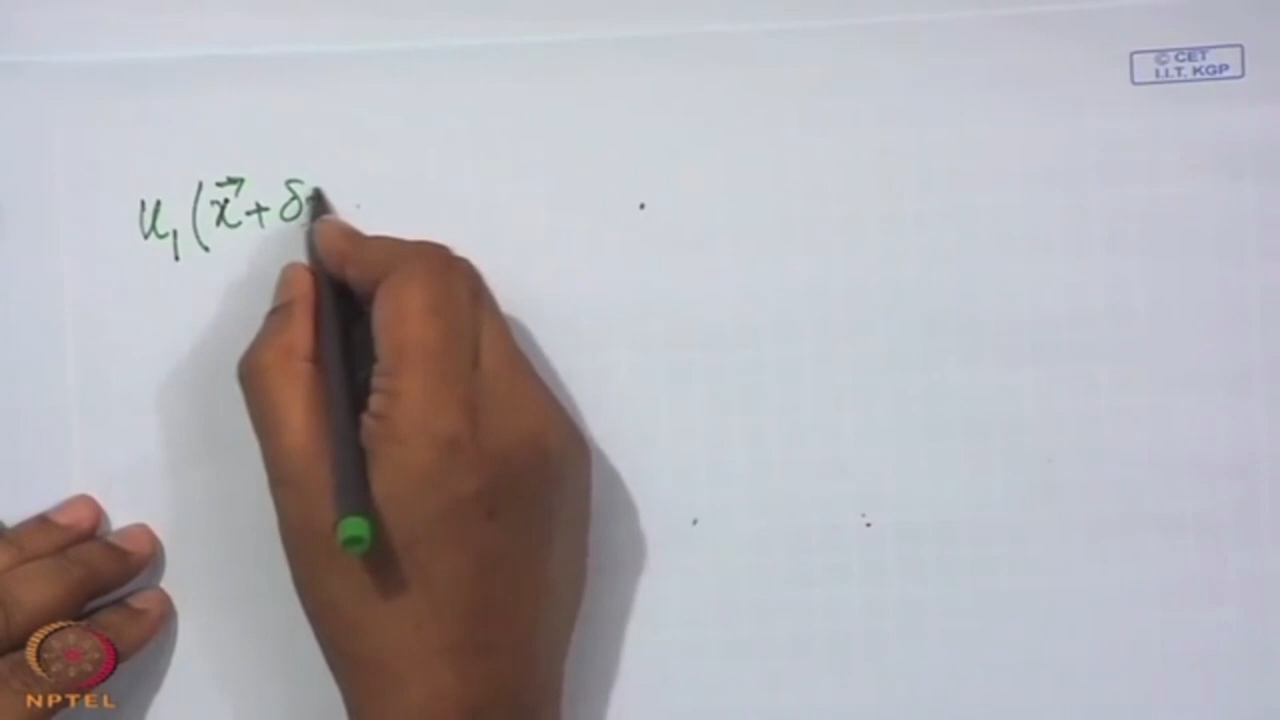 © CET
I.I.T. KGP
u₁(x⃗ + δ
NPTEL